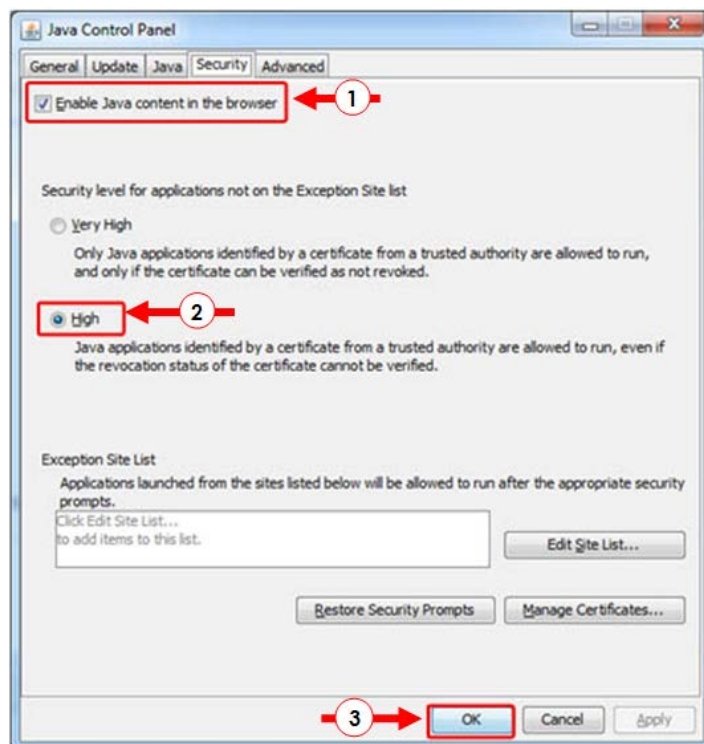 Java Control Panel
General Update Java Security Advanced
Enable Java content in the browser
1
Security level for applications not on the Exception Site list
Very High
Only Java applications identified by a certificate from a trusted authority are allowed to run,
and only if the certificate can be verified as not revoked.
2
High
Java applications identified by a certificate from a trusted authority are allowed to run, even if
the revocation status of the certificate cannot be verified.
Exception Site List
Applications launched from the sites listed below will be allowed to run after the appropriate security
prompts.
Click Edit Site List...
to add items to this list.
Edit Site List...
Restore Security Prompts Manage Certificates...
3 OK Cancel Apply